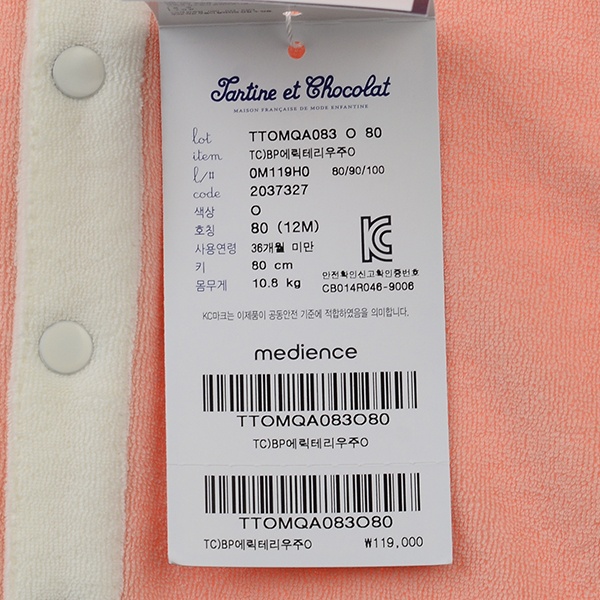 Tartine et Chocolat
MAISON FRANÇAISE DE MODE ENFANTINE
lot TTOMQA083 O 80
item TC)BP에릭테리우주O
l/# 0M119H0 80/90/100
code 2037327
색상 O
호칭 80 (12M)
사용연령 36개월 미만
키 80 cm
몸무게 10.8 kg
안전확인신고확인증번호
CB014R046-9006
KC마크는 이제품이 공통안전 기준에 적합하였음을 의미합니다.
medience
TTOMQA083O80
TC)BP에릭테리우주O
TTOMQA083O80
TC)BP에릭테리우주O ₩119,000